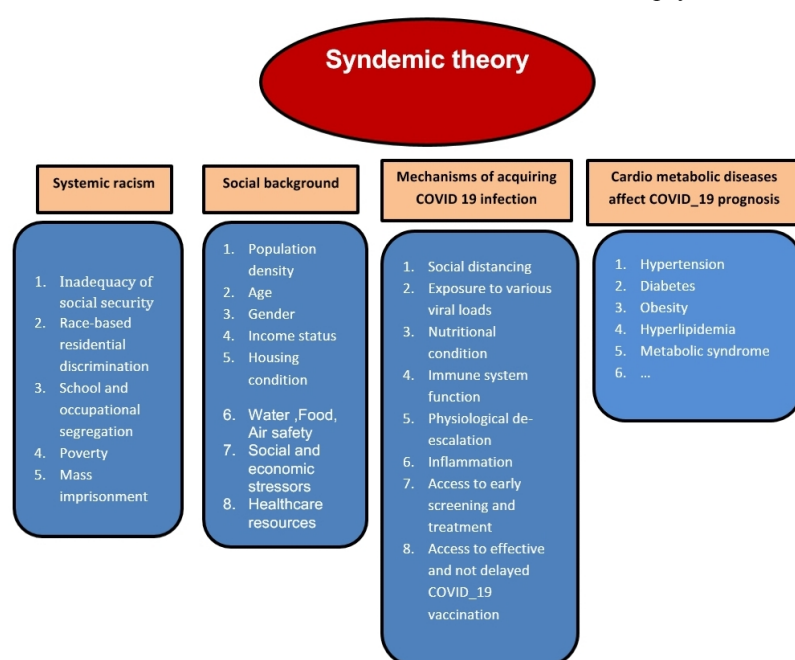 Syndemic theory
Systemic racism
1. Inadequacy of
social security
2. Race-based
residential
discrimination
3. School and
occupational
segregation
4. Poverty
5. Mass
imprisonment
Social background
1. Population
density
2. Age
3. Gender
4. Income status
5. Housing
condition
6. Water ,Food,
Air safety
7. Social and
economic
stressors
8. Healthcare
resources
Mechanisms of acquiring
COVID 19 infection
1. Social distancing
2. Exposure to various
viral loads
3. Nutritional
condition
4. Immune system
function
5. Physiological de-
escalation
6. Inflammation
7. Access to early
screening and
treatment
8. Access to effective
and not delayed
COVID_19
vaccination
Cardio metabolic diseases
affect COVID_19 prognosis
1. Hypertension
2. Diabetes
3. Obesity
4. Hyperlipidemia
5. Metabolic syndrome
6. ...